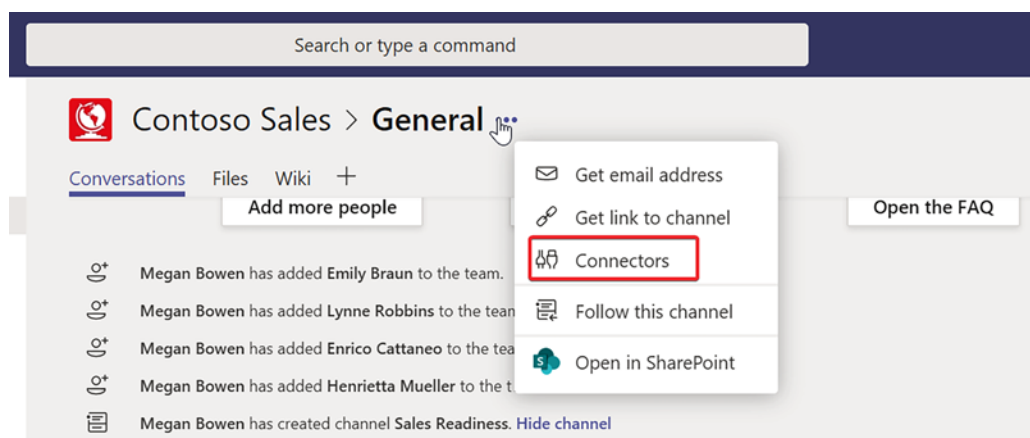 Search or type a command
Contoso Sales > General ...
Conversations Files Wiki +
Get email address
Get link to channel
Connectors
Follow this channel
Open in SharePoint
Add more people
Open the FAQ
Megan Bowen has added Emily Braun to the team.
Megan Bowen has added Lynne Robbins to the tean
Megan Bowen has added Enrico Cattaneo to the tea
Megan Bowen has added Henrietta Mueller to the t
Megan Bowen has created channel Sales Readiness. Hide channel